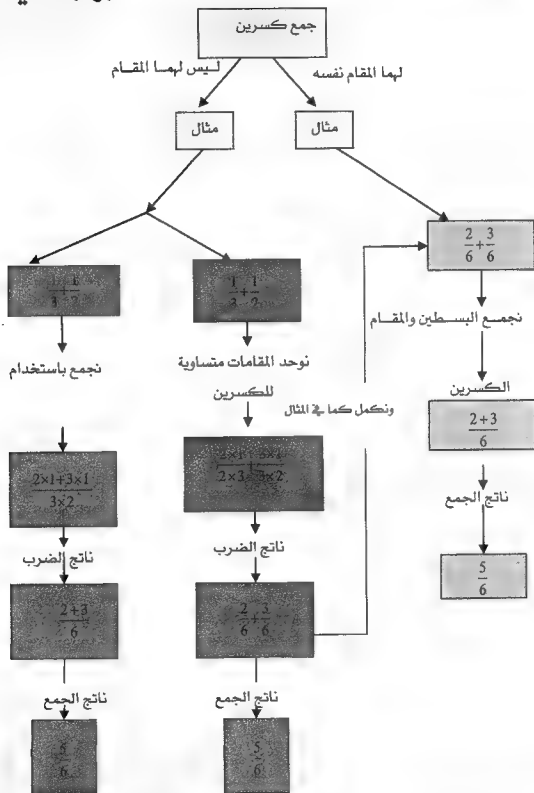 جمع كسرين
لهما المقام نفسه
ليس لهما المقام
مثال
مثال
2/6 + 3/6
نجمع البسطين والمقام
الكسرين
2+3/6
ناتج الجمع
5/6
1/3 + 1/2
نوحد المقامات متساوية
للكسرين
ونكمل كما في المثال
ناتج الضرب
2/6 + 3/6
ناتج الجمع
5/6
نجمع باستخدام
2×1+3×1/3×2
ناتج الضرب
2+3/6
ناتج الجمع
5/6